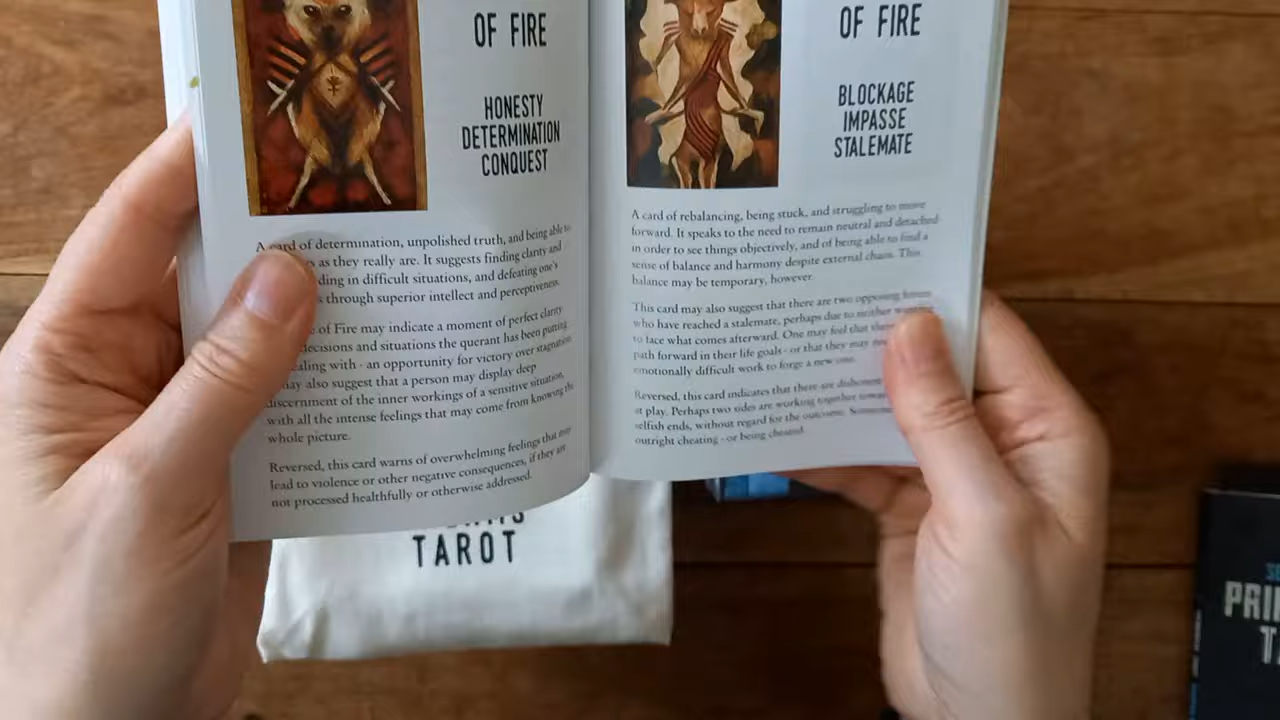 OF FIRE
HONESTY
DETERMINATION
CONQUEST
A card of determination, unpolished truth, and being able to
as they really are. It suggests finding clarity and
in difficult situations, and defeating one's
through superior intellect and perceptiveness.
of Fire may indicate a moment of perfect clarity
decisions and situations the querant has been putting
- an opportunity for victory over stagnation.
may also suggest that a person may display deep
discernment of the inner workings of a sensitive situation,
with all the intense feelings that may come from knowing the
whole picture.
Reversed, this card warns of overwhelming feelings that may
lead to violence or other negative consequences, if they are
not processed healthfully or otherwise addressed.
OF FIRE
BLOCKAGE
IMPASSE
STALEMATE
A card of rebalancing, being stuck, and struggling to move
forward. It speaks to the need to remain neutral and detached
in order to see things objectively, and of being able to find a
sense of balance and harmony despite external chaos. This
balance may be temporary, however.
This card may also suggest that there are two opposing forces
who have reached a stalemate, perhaps due to neither wanting
to face what comes afterward. One may feel that
path forward in their life goals - or that they may
emotionally difficult work to forge a new one.
Reversed, this card indicates that there are dishonest
at play. Perhaps two sides are working together
selfish ends, without regard for the outcome.
outright cheating - or being cheated.
TAROT